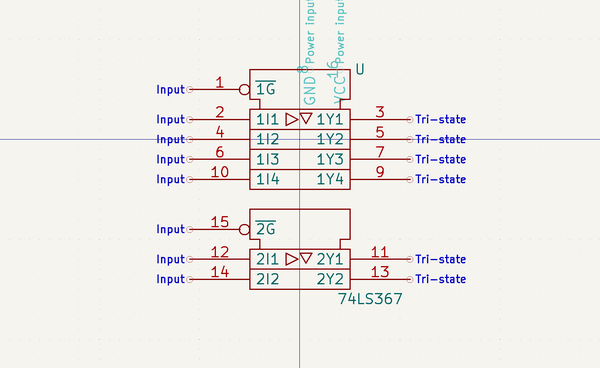 Power input
Power input
8
16
GND
VCC
U
Input 1 1G
Input 2 1I1 1Y1 3 Tri-state
Input 4 1I2 1Y2 5 Tri-state
Input 6 1I3 1Y3 7 Tri-state
Input 10 1I4 1Y4 9 Tri-state
Input 15 2G
Input 12 2I1 2Y1 11 Tri-state
Input 14 2I2 2Y2 13 Tri-state
74LS367